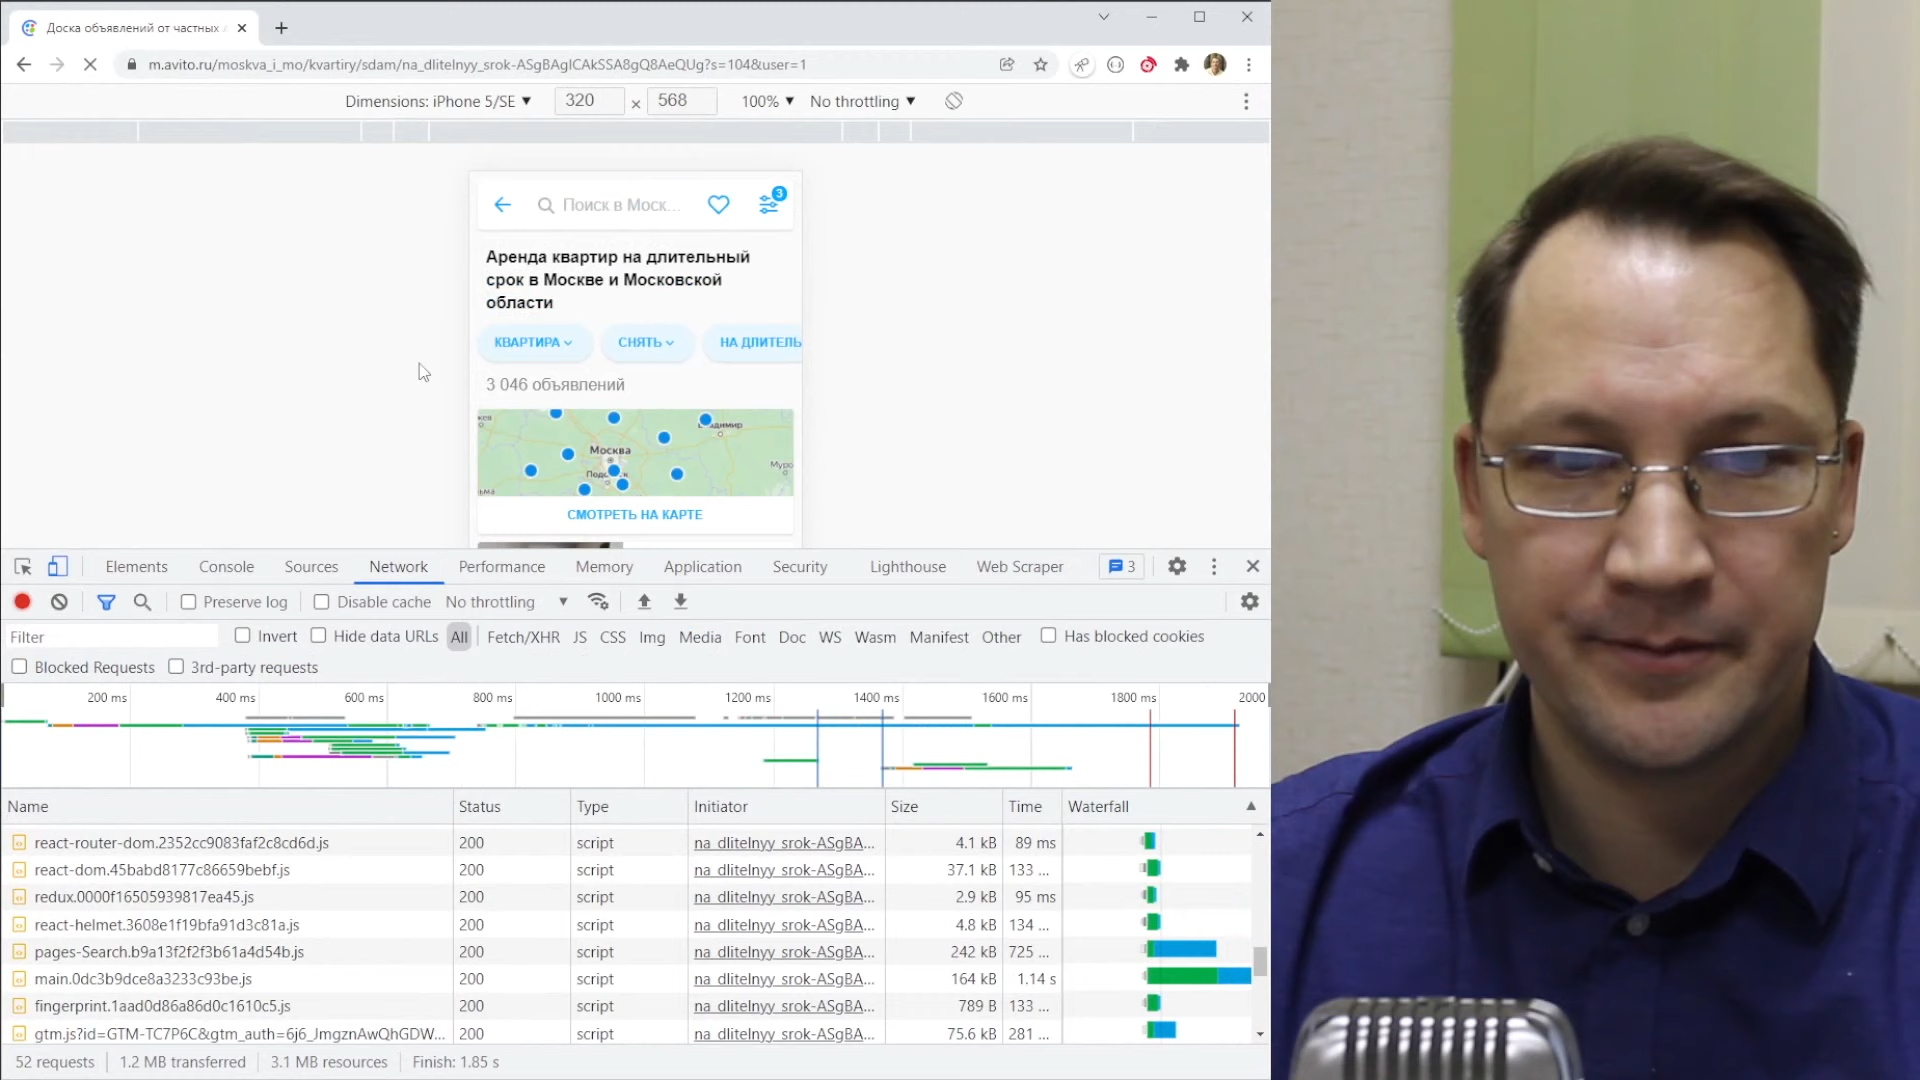 Доска объявлений от частных
m.avito.ru/moskva_i_mo/kvartiry/sdam/na_dlitelnyy_srok-ASgBAgICAkSSA8gQ8AeQUg?s=104&user=1
Dimensions: iPhone 5/SE ▼ 320 × 568 100% ▼ No throttling ▼
3
Поиск в Моск...
Аренда квартир на длительный
срок в Москве и Московской
области
КВАРТИРА СНЯТЬ НА ДЛИТЕЛЬ
3 046 объявлений
Москва
СМОТРЕТЬ НА КАРТЕ
Elements Console Sources Network Performance Memory Application Security Lighthouse Web Scraper 3
Preserve log Disable cache No throttling ▼
Filter Invert Hide data URLs All Fetch/XHR JS CSS Img Media Font Doc WS Wasm Manifest Other Has blocked cookies
Blocked Requests 3rd-party requests
200 ms 400 ms 600 ms 800 ms 1000 ms 1200 ms 1400 ms 1600 ms 1800 ms 2000
Name Status Type Initiator Size Time Waterfall
react-router-dom.2352cc9083faf2c8cd6d.js 200 script na_dlitelnyy_srok-ASgBA... 4.1 kB 89 ms
react-dom.45babd8177c86659bebf.js 200 script na_dlitelnyy_srok-ASgBA... 37.1 kB 133 ...
redux.0000f16505939817ea45.js 200 script na_dlitelnyy_srok-ASgBA... 2.9 kB 95 ms
react-helmet.3608e1f19bfa91d3c81a.js 200 script na_dlitelnyy_srok-ASgBA... 4.8 kB 134 ...
pages-Search.b9a13f2f2f3b61a4d54b.js 200 script na_dlitelnyy_srok-ASgBA... 242 kB 725 ...
main.0dc3b9dce8a3233c93be.js 200 script na_dlitelnyy_srok-ASgBA... 164 kB 1.14 s
fingerprint.1aad0d86a86d0c1610c5.js 200 script na_dlitelnyy_srok-ASgBA... 789 B 133 ...
gtm.js?id=GTM-TC7P6C&gtm_auth=6j6_JmgznAwQhGDW... 200 script na_dlitelnyy_srok-ASgBA... 75.6 kB 281 ...
52 requests 1.2 MB transferred 3.1 MB resources Finish: 1.85 s